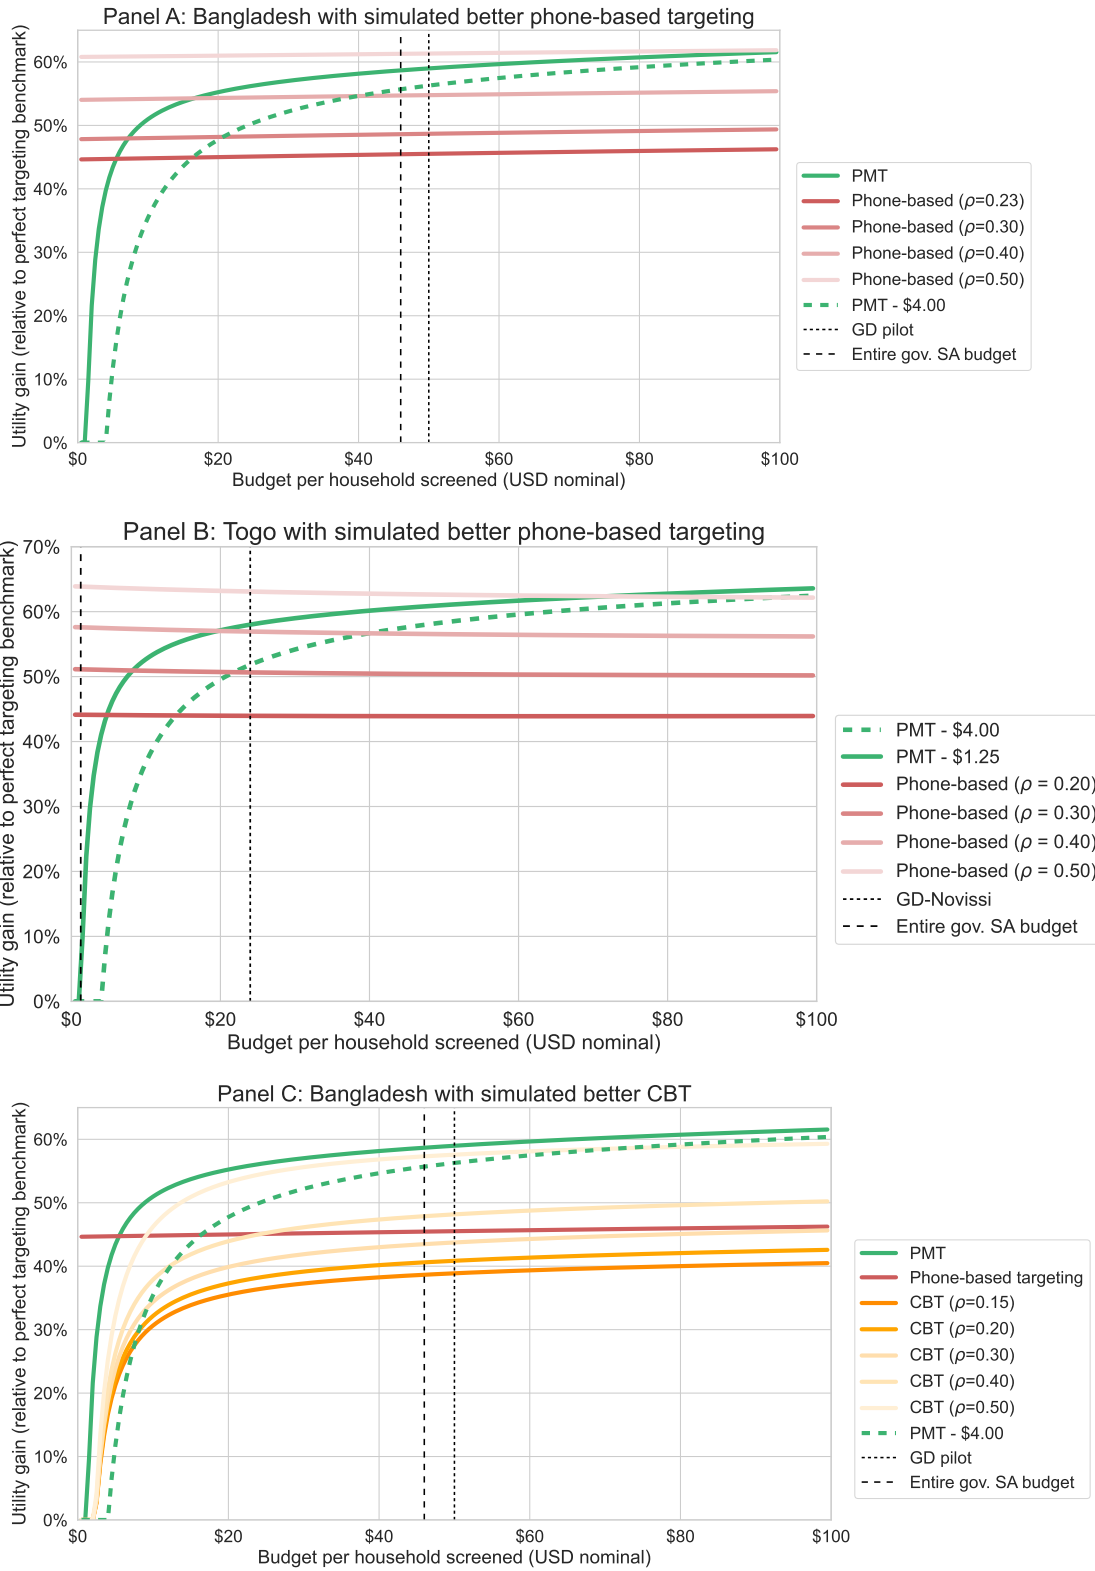 Panel A: Bangladesh with simulated better phone-based targeting
Utility gain (relative to perfect targeting benchmark)
60%
50%
40%
30%
20%
10%
0%
$0
$20
$40
$60
$80
$100
Budget per household screened (USD nominal)
PMT
Phone-based (ρ=0.23)
Phone-based (ρ=0.30)
Phone-based (ρ=0.40)
Phone-based (ρ=0.50)
PMT - $4.00
GD pilot
Entire gov. SA budget
Panel B: Togo with simulated better phone-based targeting
Utility gain (relative to perfect targeting benchmark)
70%
60%
50%
40%
30%
20%
10%
0%
$0
$20
$40
$60
$80
$100
Budget per household screened (USD nominal)
PMT - $4.00
PMT - $1.25
Phone-based (ρ = 0.20)
Phone-based (ρ = 0.30)
Phone-based (ρ = 0.40)
Phone-based (ρ = 0.50)
GD-Novissi
Entire gov. SA budget
Panel C: Bangladesh with simulated better CBT
Utility gain (relative to perfect targeting benchmark)
60%
50%
40%
30%
20%
10%
0%
$0
$20
$40
$60
$80
$100
Budget per household screened (USD nominal)
PMT
Phone-based targeting
CBT (ρ=0.15)
CBT (ρ=0.20)
CBT (ρ=0.30)
CBT (ρ=0.40)
CBT (ρ=0.50)
PMT - $4.00
GD pilot
Entire gov. SA budget